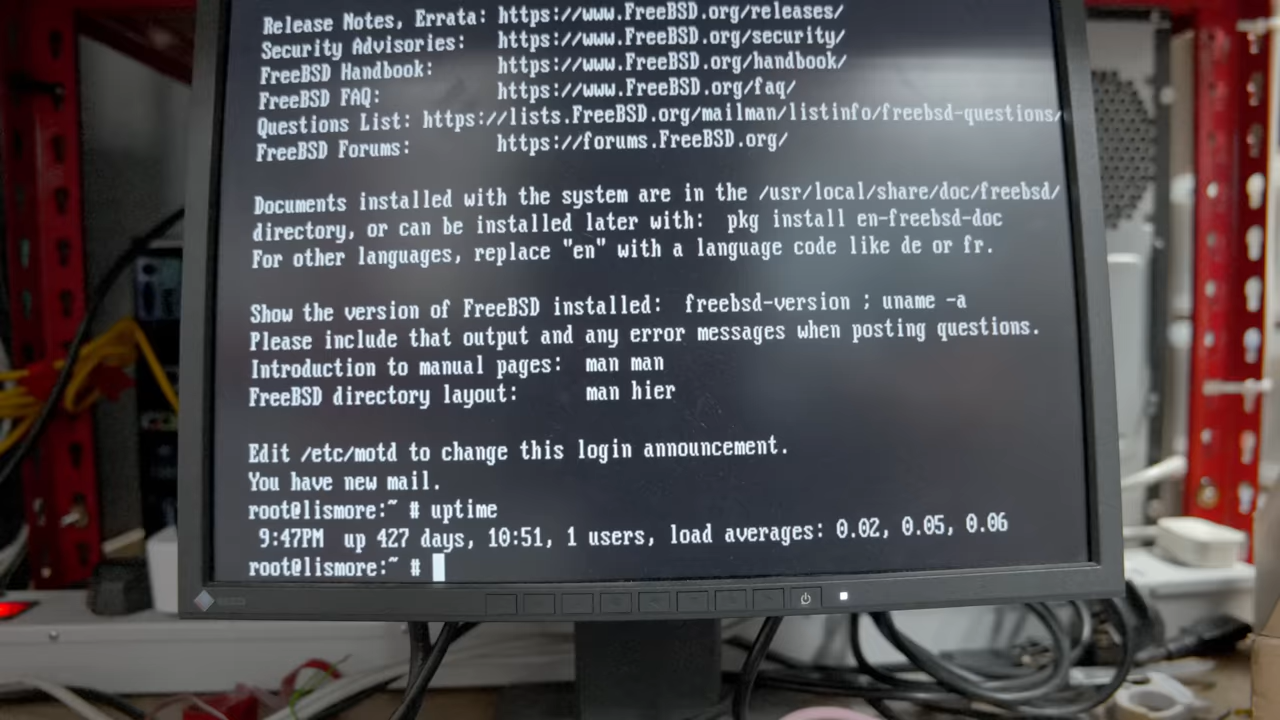 Release Notes, Errata: https://www.FreeBSD.org/releases/
Security Advisories: https://www.FreeBSD.org/security/
FreeBSD Handbook: https://www.FreeBSD.org/handbook/
FreeBSD FAQ: https://www.FreeBSD.org/faq/
Questions List: https://lists.FreeBSD.org/mailman/listinfo/freebsd-questions/
FreeBSD Forums: https://forums.FreeBSD.org/
Documents installed with the system are in the /usr/local/share/doc/freebsd/
directory, or can be installed later with: pkg install en-freebsd-doc
For other languages, replace "en" with a language code like de or fr.
Show the version of FreeBSD installed: freebsd-version ; uname -a
Please include that output and any error messages when posting questions.
Introduction to manual pages: man man
FreeBSD directory layout: man hier
Edit /etc/motd to change this login announcement.
You have new mail.
root@lismore:~ # uptime
9:47PM up 427 days, 10:51, 1 users, load averages: 0.02, 0.05, 0.06
root@lismore:~ #